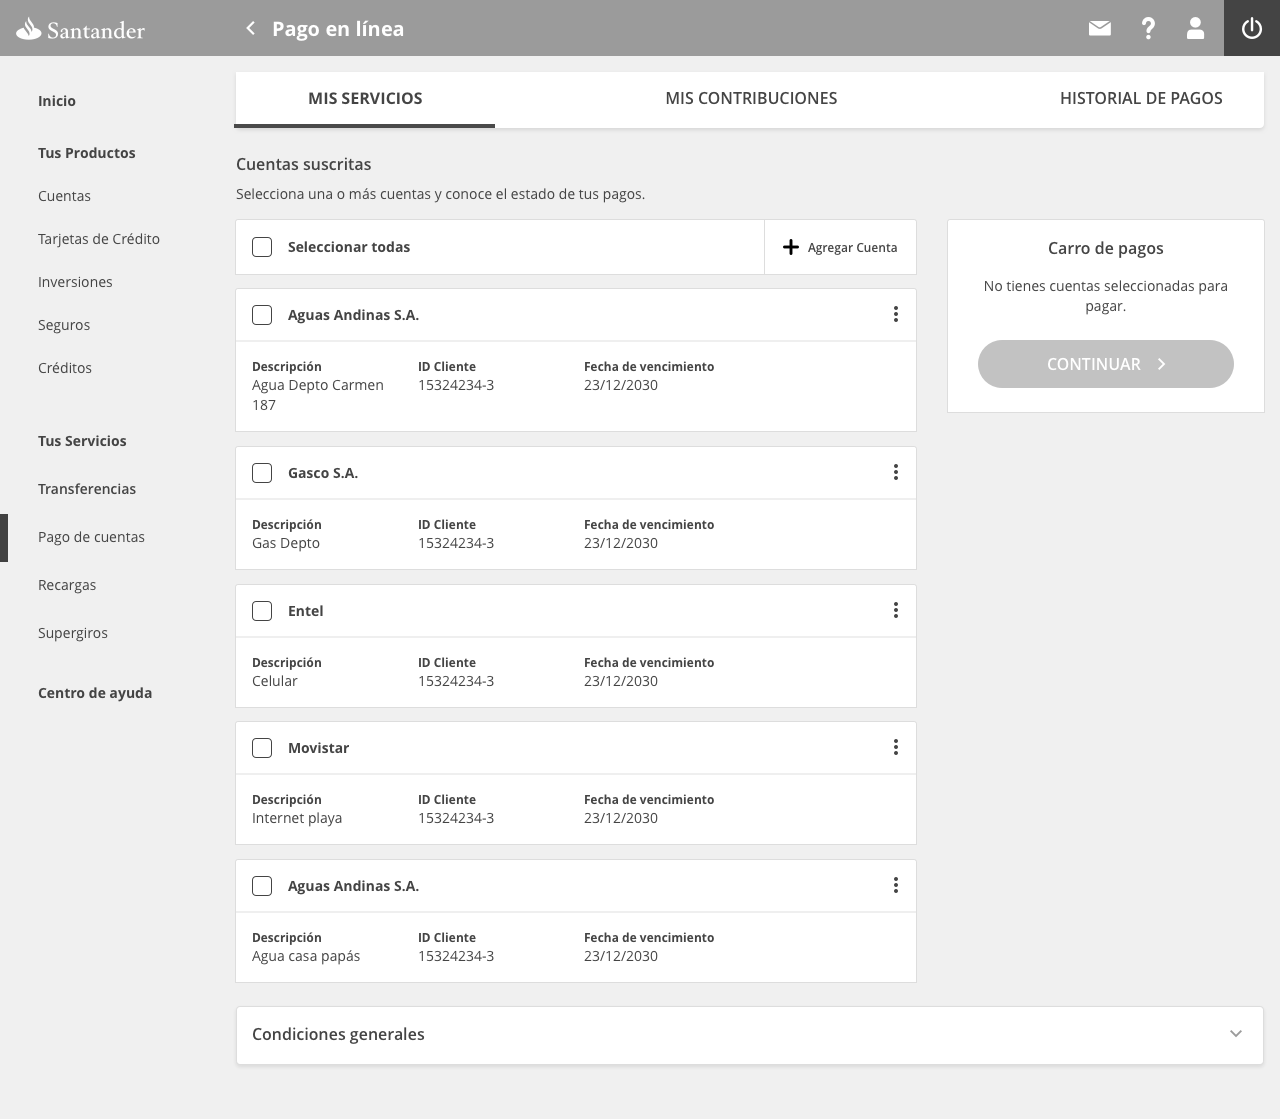 Santander
Pago en línea
Inicio
Tus Productos
Cuentas
Tarjetas de Crédito
Inversiones
Seguros
Créditos
Tus Servicios
Transferencias
Pago de cuentas
Recargas
Supergiros
Centro de ayuda
MIS SERVICIOS
MIS CONTRIBUCIONES
HISTORIAL DE PAGOS
Cuentas suscritas
Selecciona una o más cuentas y conoce el estado de tus pagos.
Seleccionar todas
Agregar Cuenta
Aguas Andinas S.A.
Descripción ID Cliente Fecha de vencimiento
Agua Depto Carmen 15324234-3 23/12/2030
187
Gasco S.A.
Descripción ID Cliente Fecha de vencimiento
Gas Depto 15324234-3 23/12/2030
Entel
Descripción ID Cliente Fecha de vencimiento
Celular 15324234-3 23/12/2030
Movistar
Descripción ID Cliente Fecha de vencimiento
Internet playa 15324234-3 23/12/2030
Aguas Andinas S.A.
Descripción ID Cliente Fecha de vencimiento
Agua casa papás 15324234-3 23/12/2030
Carro de pagos
No tienes cuentas seleccionadas para
pagar.
CONTINUAR
Condiciones generales